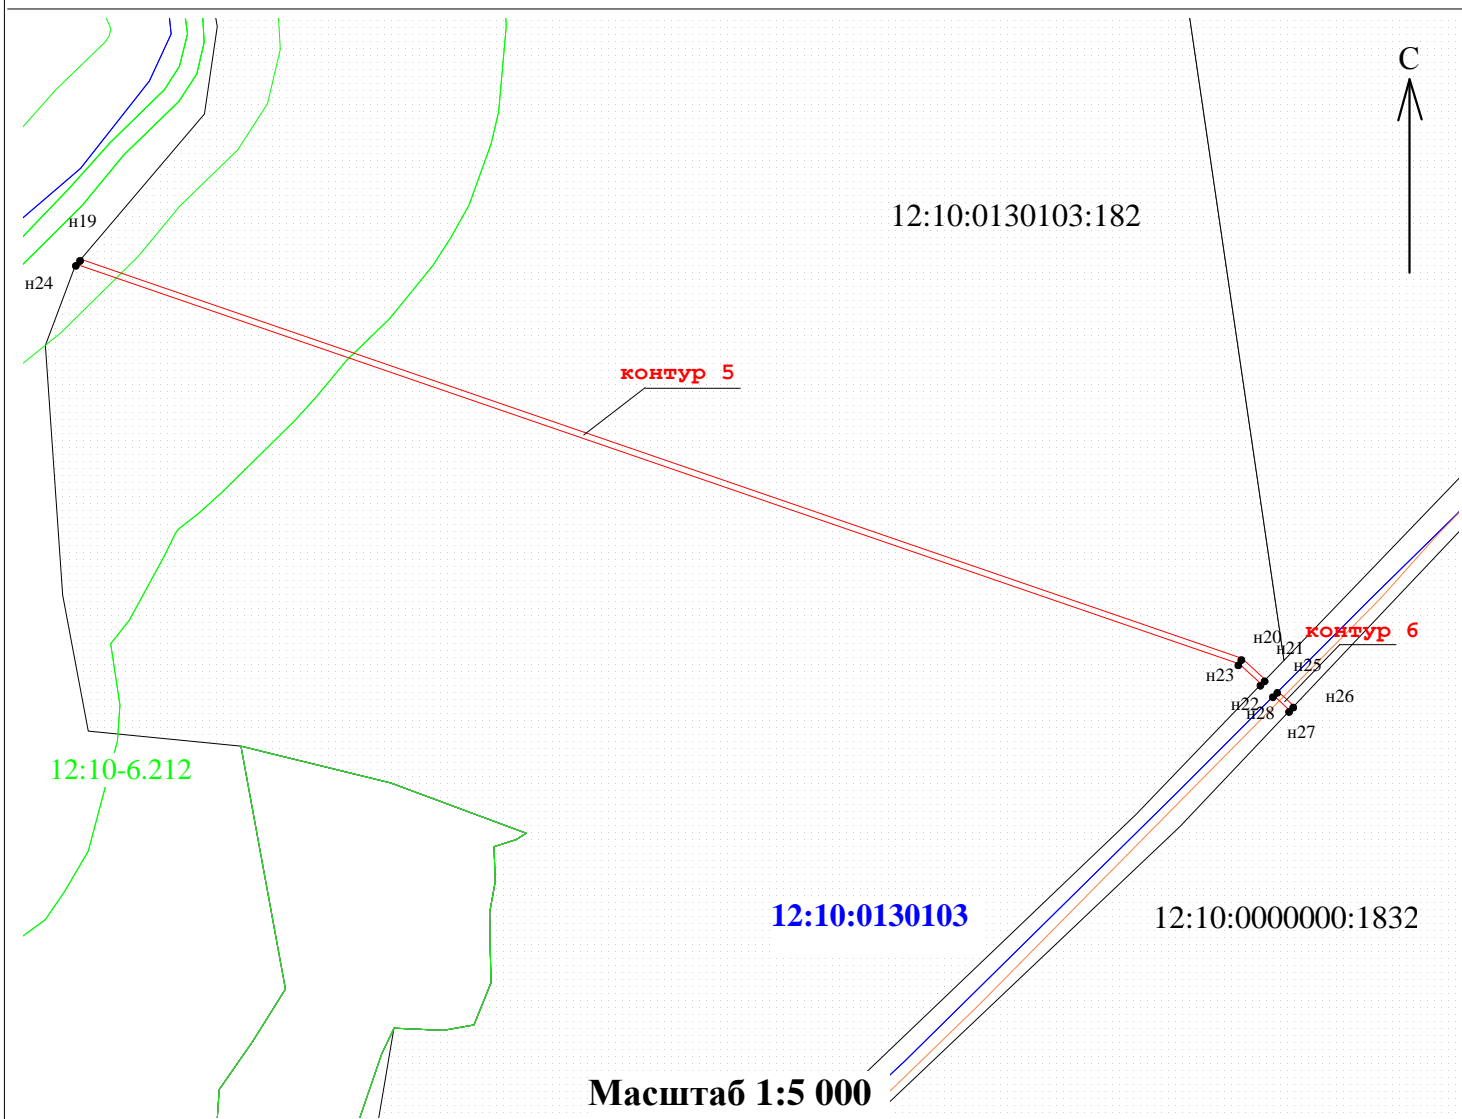 С
н19
12:10:0130103:182
н24
контур 5
н20
контур 6
н21
н25
н23
н26
н22
н28
н27
12:10-6.212
12:10:0130103
12:10:0000000:1832
Масштаб 1:5 000